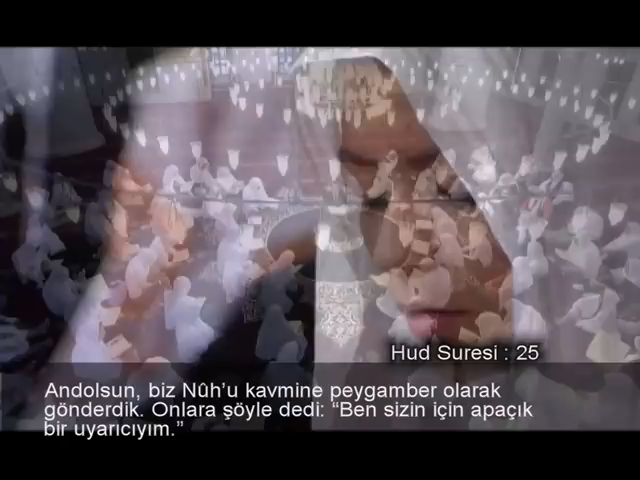 Hud Suresi : 25
Andolsun, biz Nûh'u kavmine peygamber olarak
gönderdik. Onlara şöyle dedi: “Ben sizin için apaçık
bir uyarıcıyım.”